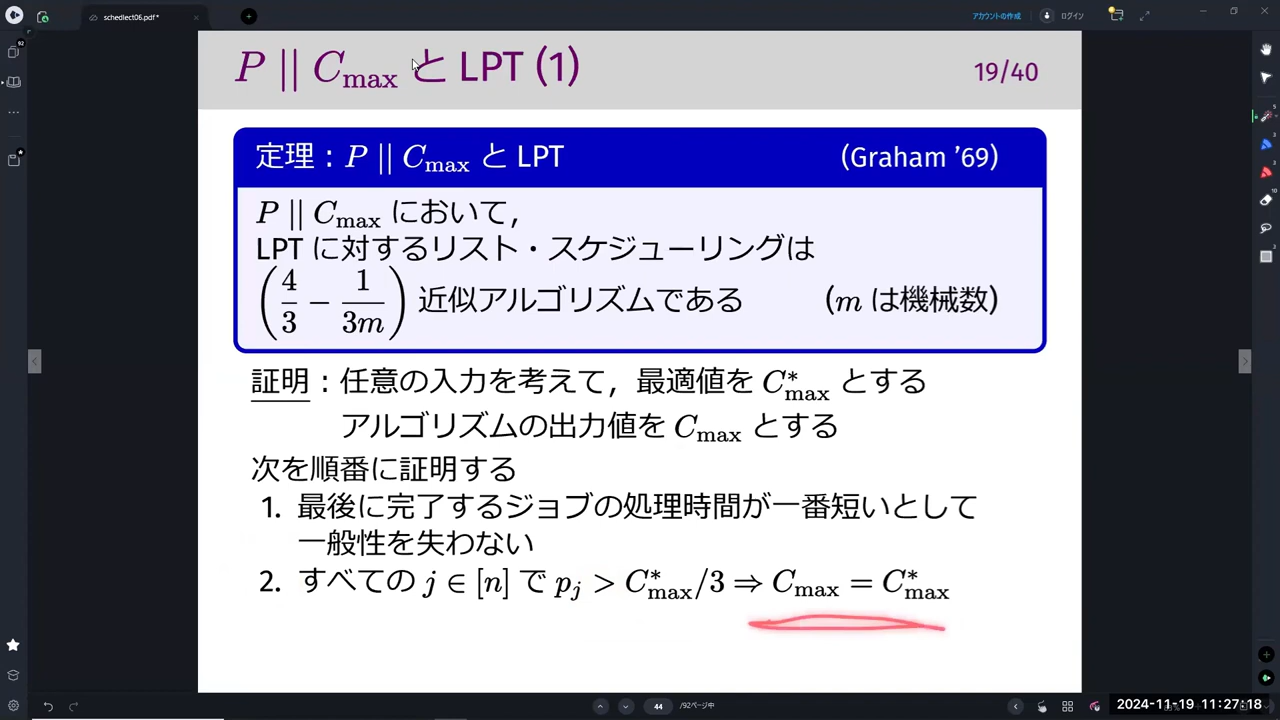 schedlect06.pdf*
アカウントの作成
ログイン
P || Cmax と LPT (1)
19/40
定理：P || Cmax と LPT (Graham ’69)
P || Cmax において，
LPT に対するリスト・スケジューリングは
(4/3 − 1/3m) 近似アルゴリズムである (m は機械数)
証明：任意の入力を考えて，最適値を C*max とする
アルゴリズムの出力値を Cmax とする
次を順番に証明する
1. 最後に完了するジョブの処理時間が一番短いとして
一般性を失わない
2. すべての j ∈ [n] で pj > C*max/3 ⇒ Cmax = C*max
44 /92ページ中
2024-11-19 11:27:18